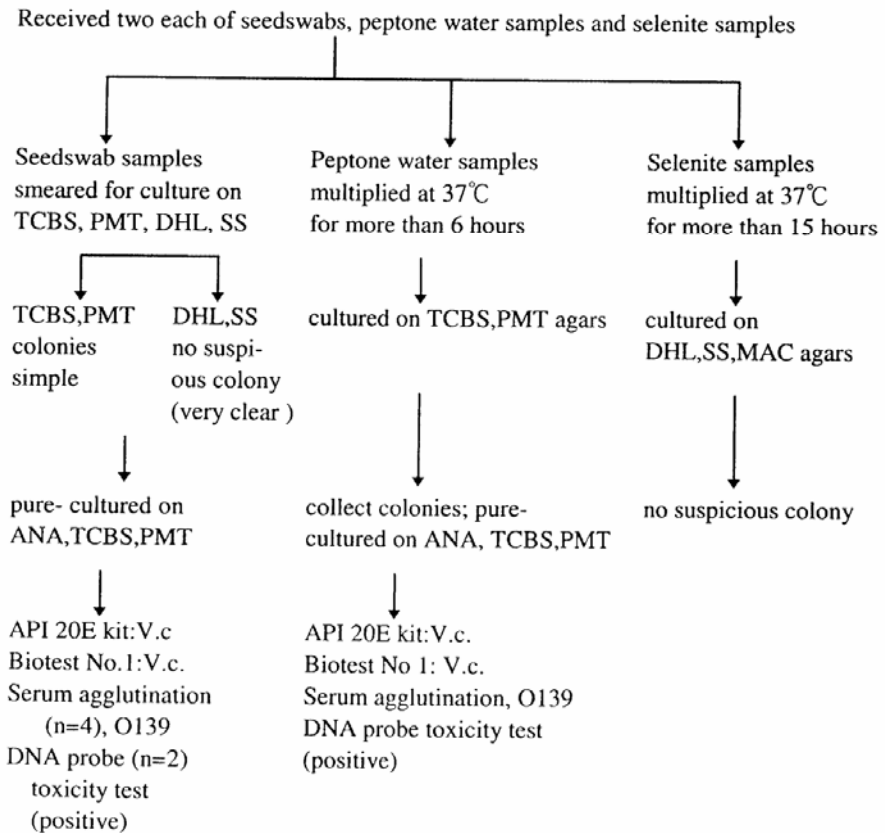 Received two each of seedswabs, peptone water samples and selenite samples
Seedswab samples
smeared for culture on
TCBS, PMT, DHL, SS
Peptone water samples
multiplied at 37℃
for more than 6 hours
Selenite samples
multiplied at 37℃
for more than 15 hours
TCBS,PMT
colonies
simple
DHL,SS
no suspi-
ous colony
(very clear )
cultured on TCBS,PMT agars
cultured on
DHL,SS,MAC agars
pure- cultured on
ANA,TCBS,PMT
collect colonies; pure-
cultured on ANA, TCBS,PMT
no suspicious colony
API 20E kit:V.c
Biotest No.1:V.c.
Serum agglutination
(n=4), O139
DNA probe (n=2)
toxicity test
(positive)
API 20E kit:V.c.
Biotest No 1: V.c.
Serum agglutination, O139
DNA probe toxicity test
(positive)